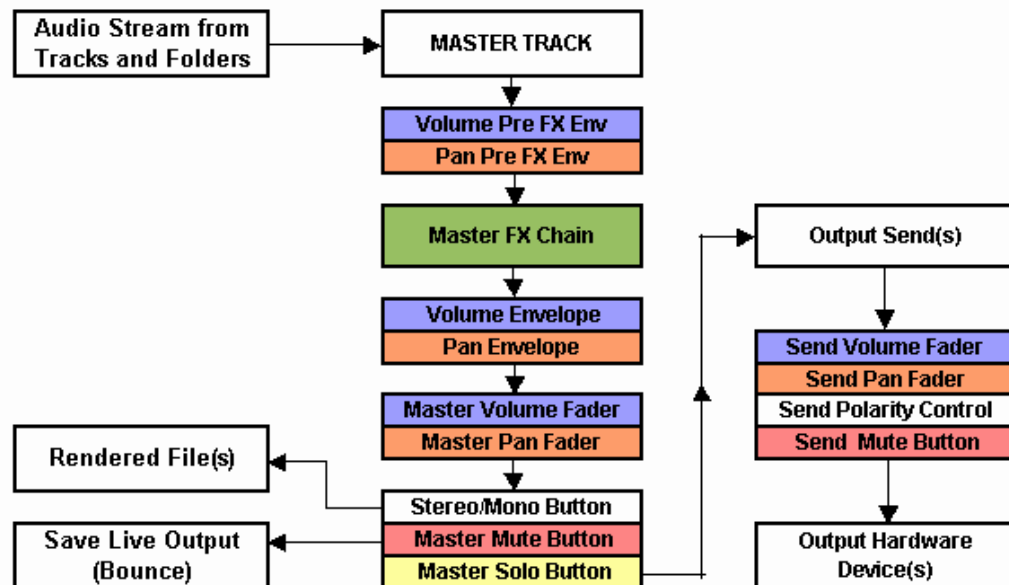 Audio Stream from
Tracks and Folders
MASTER TRACK
Volume Pre FX Env
Pan Pre FX Env
Master FX Chain
Volume Envelope
Pan Envelope
Master Volume Fader
Master Pan Fader
Stereo/Mono Button
Master Mute Button
Master Solo Button
Rendered File(s)
Save Live Output
(Bounce)
Output Send(s)
Send Volume Fader
Send Pan Fader
Send Polarity Control
Send Mute Button
Output Hardware
Device(s)